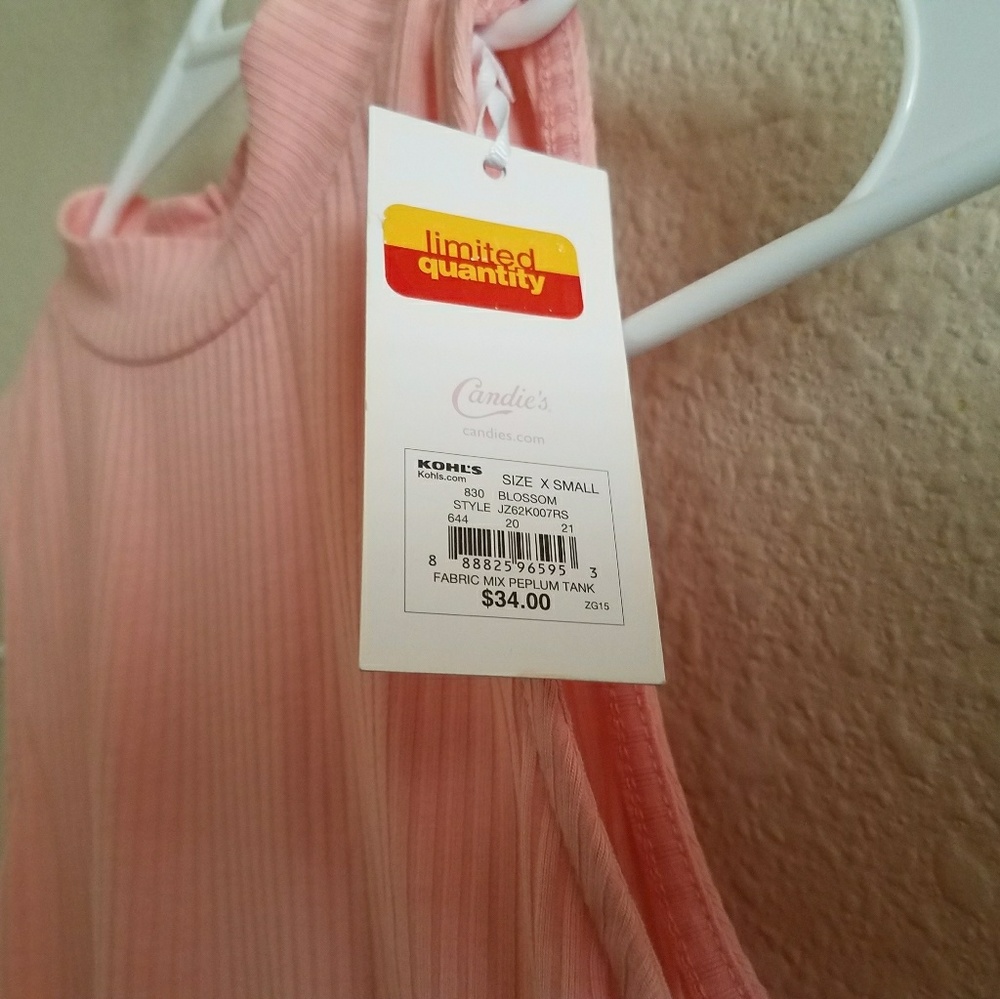 limited
quantity
Candie's
candies.com
KOHL'S
Kohls.com
SIZE X SMALL
830 BLOSSOM
STYLE JZ62K007RS
644 20 21
8 88825 96595 3
FABRIC MIX PEPLUM TANK
$34.00
ZG15